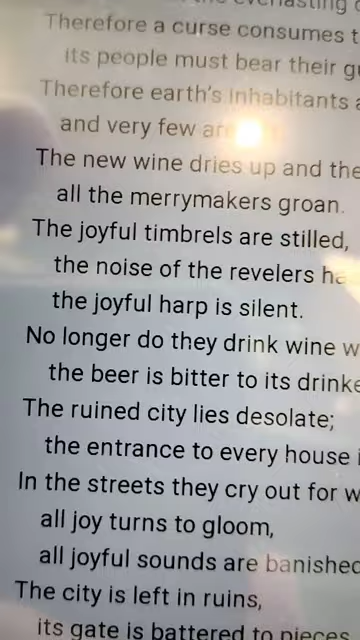 everlasting
Therefore a curse consumes
its people must bear their
Therefore earth's inhabitants
and very few
The new wine dries up and the
all the merrymakers groan.
The joyful timbrels are stilled,
the noise of the revelers
the joyful harp is silent.
No longer do they drink wine
the beer is bitter to its
The ruined city lies desolate;
the entrance to every house
In the streets they cry out for
all joy turns to gloom,
all joyful sounds are banished
The city is left in ruins,
its gate is battered to pieces